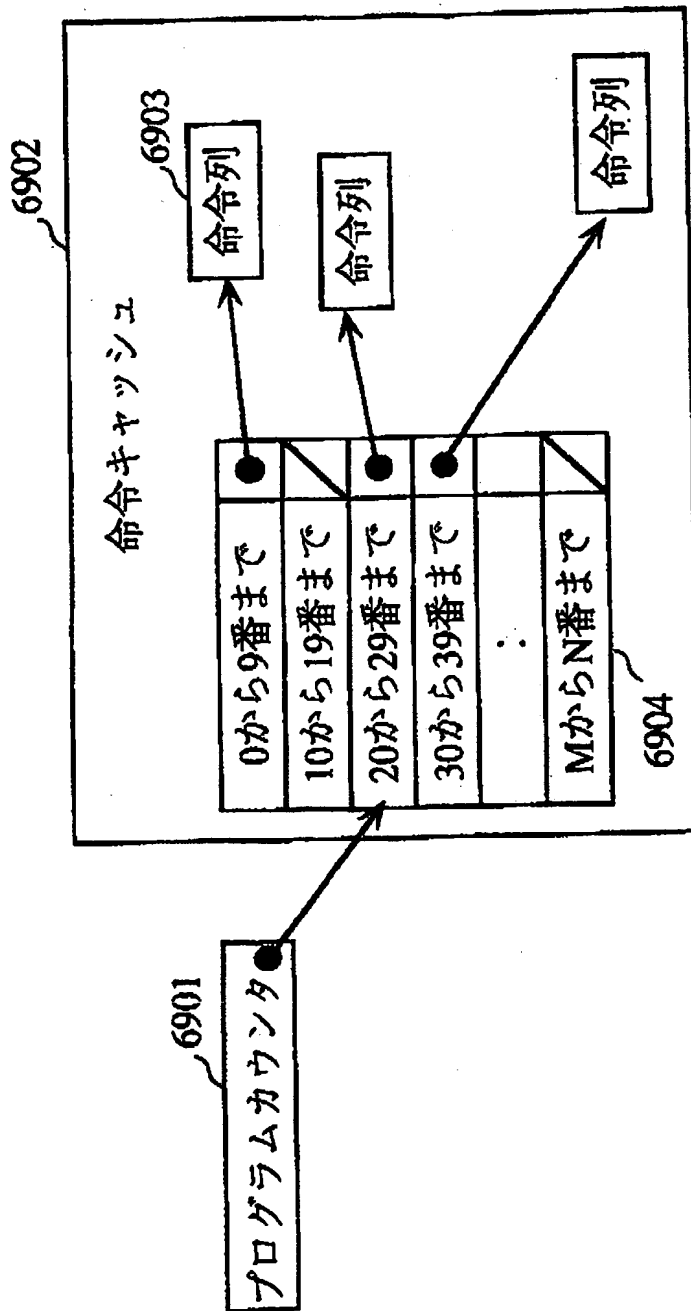 6901
プログラムカウンタ
6902
命令キャッシュ
0から9番まで
10から19番まで
20から29番まで
30から39番まで
:
MからN番まで
6904
6903
命令列
命令列
命令列